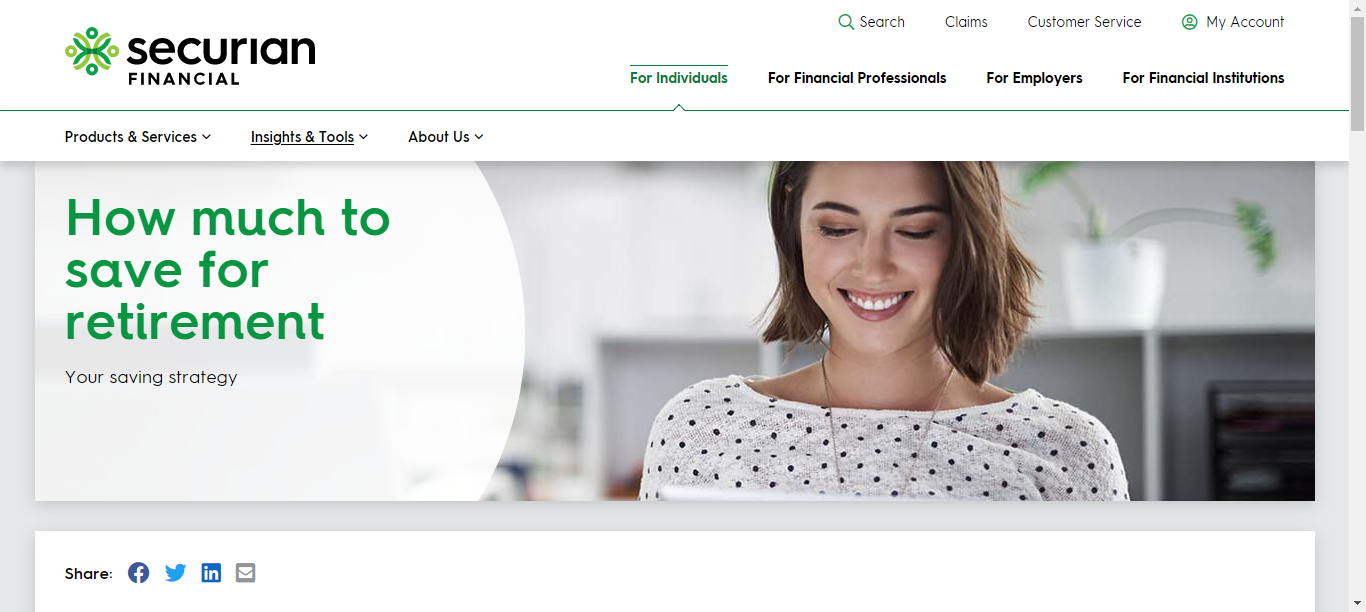 Search Claims Customer Service My Account
securian
FINANCIAL
For Individuals For Financial Professionals For Employers For Financial Institutions
Products & Services Insights & Tools About Us
How much to
save for
retirement
Your saving strategy
Share: